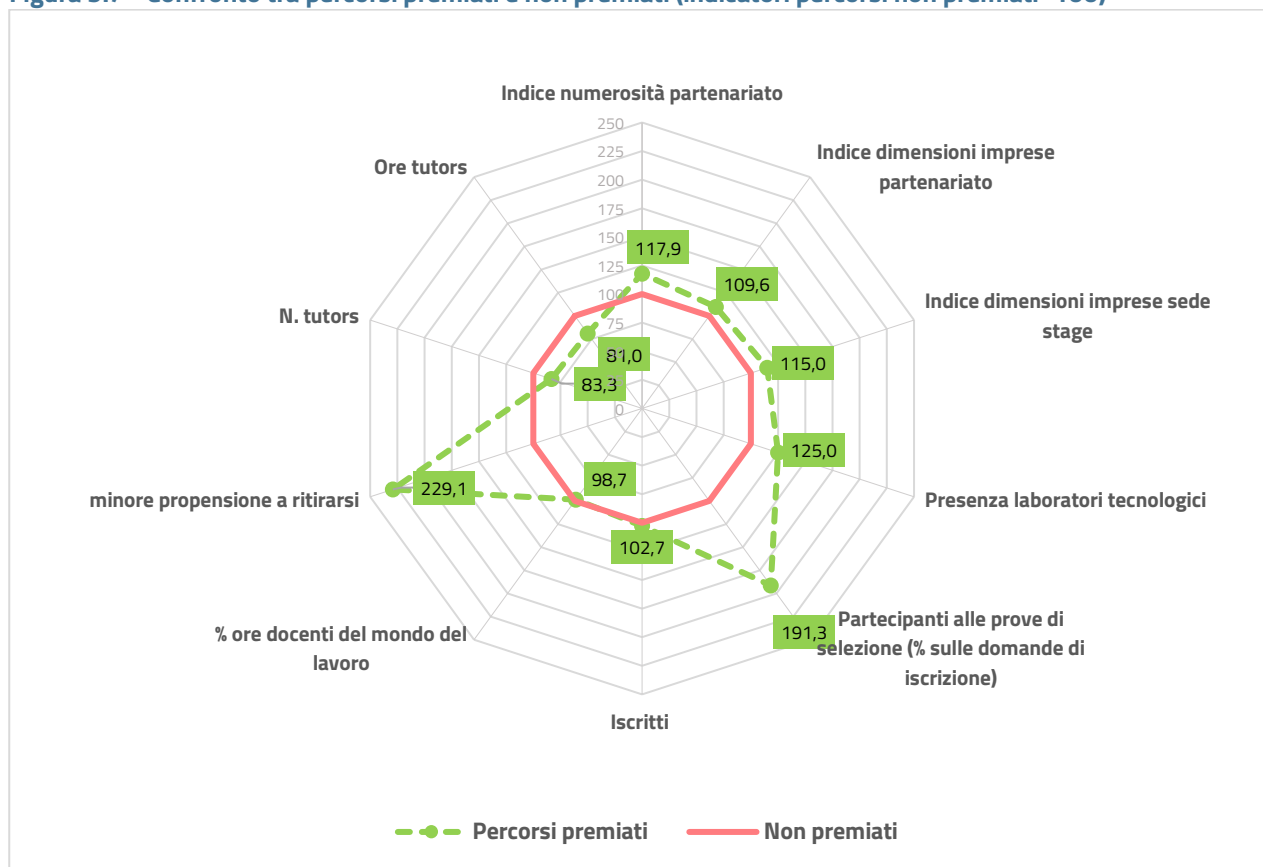 Indice numerosità partenariato
250
225
200
175
150
125
100
75
0
Indice dimensioni imprese
partenariato
Indice dimensioni imprese sede
stage
Presenza laboratori tecnologici
Partecipanti alle prove di
selezione (% sulle domande di
iscrizione)
Iscritti
% ore docenti del mondo del
lavoro
minore propensione a ritirarsi
N. tutors
Ore tutors
117,9
109,6
115,0
125,0
191,3
102,7
98,7
229,1
83,3
81,0
Percorsi premiati
Non premiati